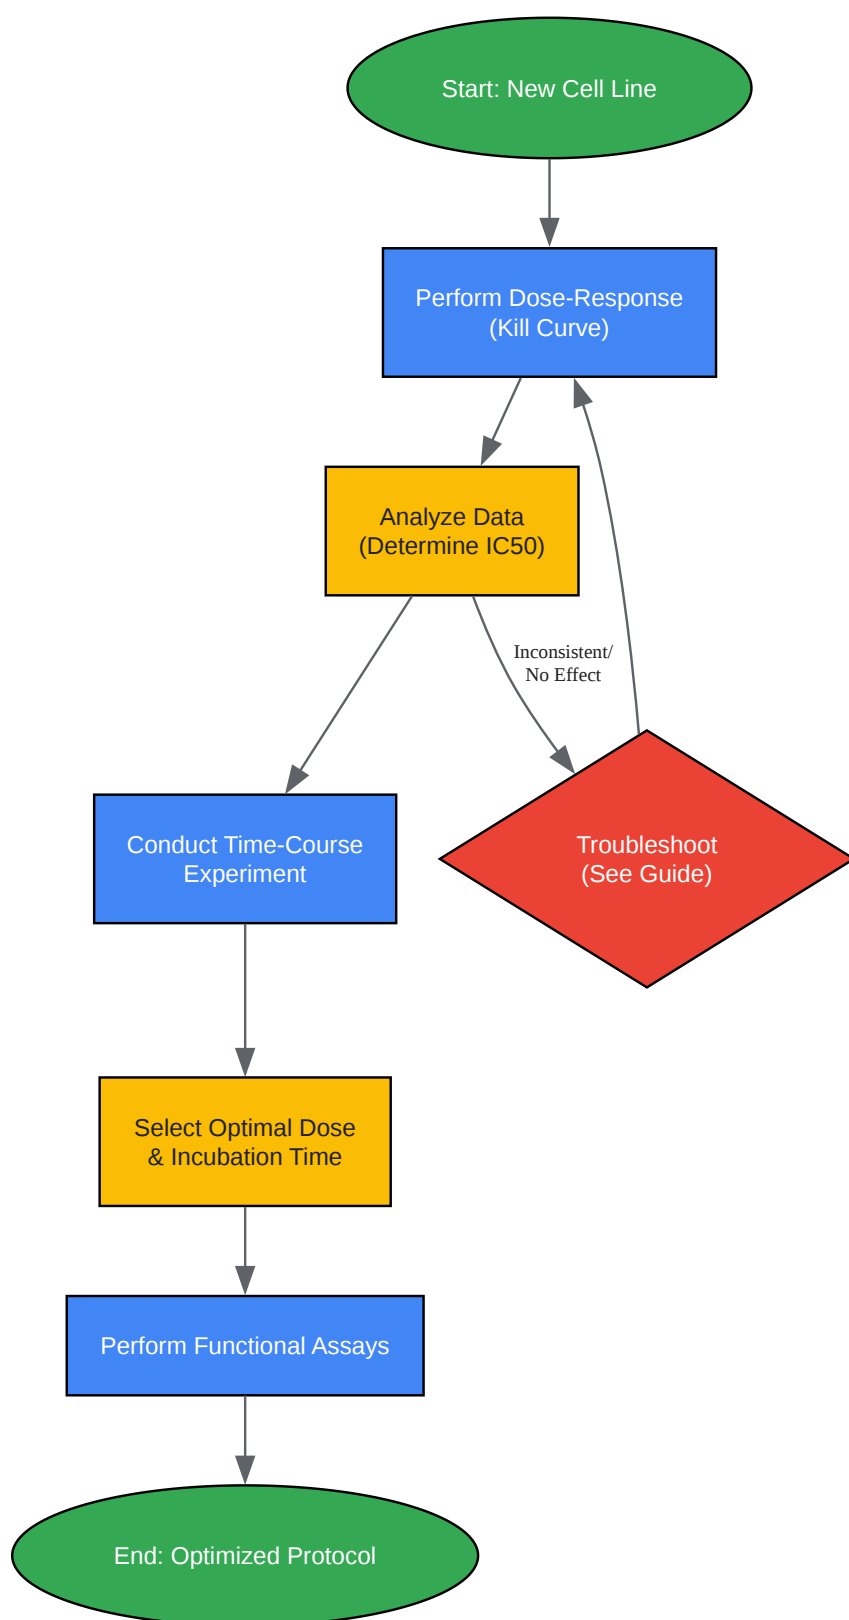 Start: New Cell Line
Perform Dose-Response
(Kill Curve)
Analyze Data
(Determine IC50)
Inconsistent/
No Effect
Conduct Time-Course
Experiment
Troubleshoot
(See Guide)
Select Optimal Dose
& Incubation Time
Perform Functional Assays
End: Optimized Protocol